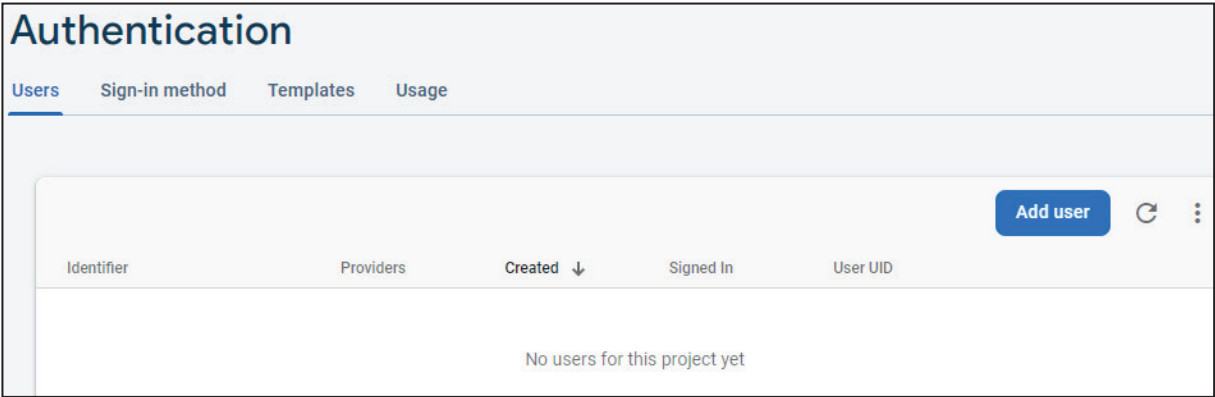 Authentication
Users Sign-in method Templates Usage
Add user
Identifier Providers Created Signed In User UID
No users for this project yet